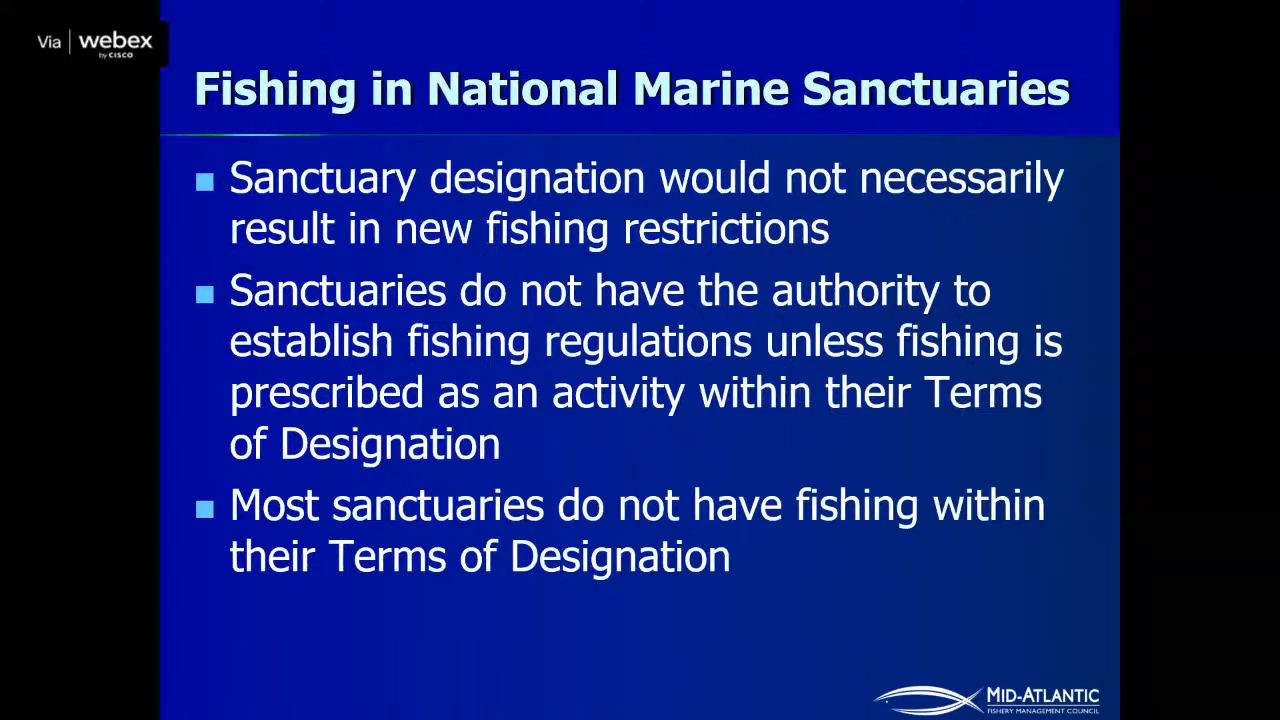 Via | webex
by CISCO
Fishing in National Marine Sanctuaries
Sanctuary designation would not necessarily
result in new fishing restrictions
Sanctuaries do not have the authority to
establish fishing regulations unless fishing is
prescribed as an activity within their Terms
of Designation
Most sanctuaries do not have fishing within
their Terms of Designation
MID-ATLANTIC
FISHERY MANAGEMENT COUNCIL